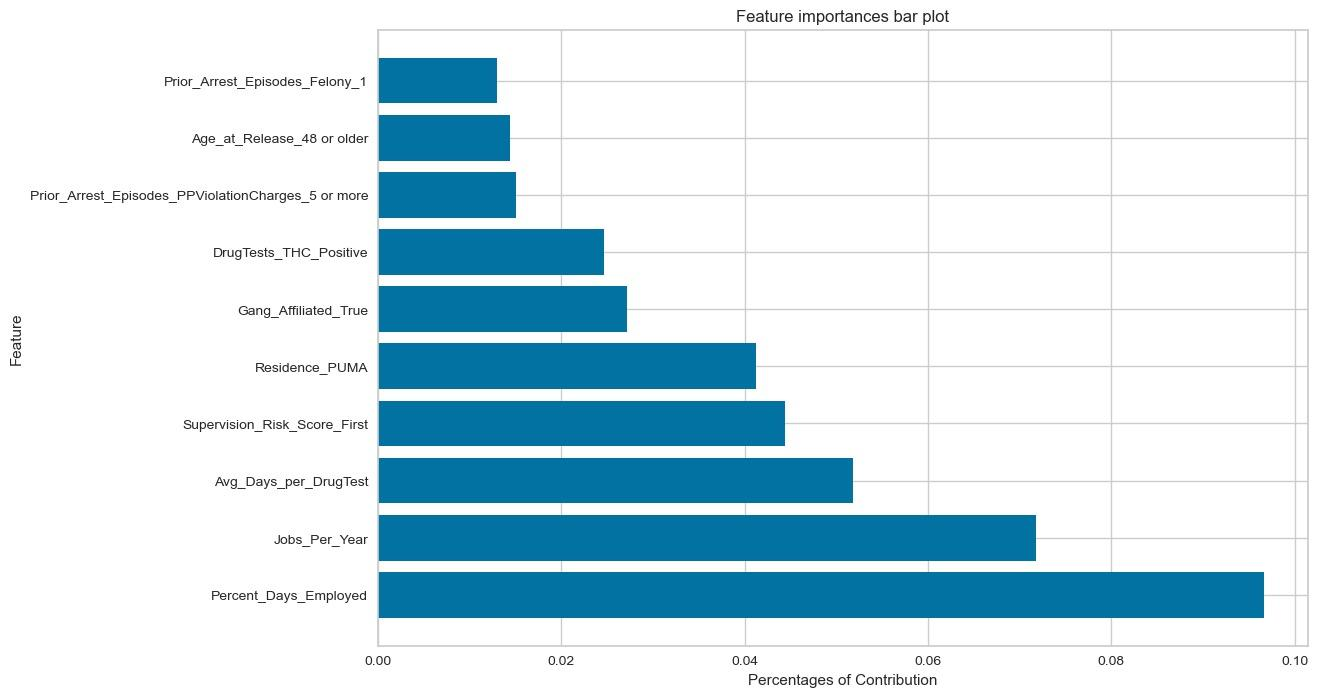 Feature importances bar plot
Prior_Arrest_Episodes_Felony_1
Age_at_Release_48 or older
Prior_Arrest_Episodes_PPViolationCharges_5 or more
DrugTests_THC_Positive
Gang_Affiliated_True
Residence_PUMA
Supervision_Risk_Score_First
Avg_Days_per_DrugTest
Jobs_Per_Year
Percent_Days_Employed
Feature
0.00 0.02 0.04 0.06 0.08 0.10
Percentages of Contribution